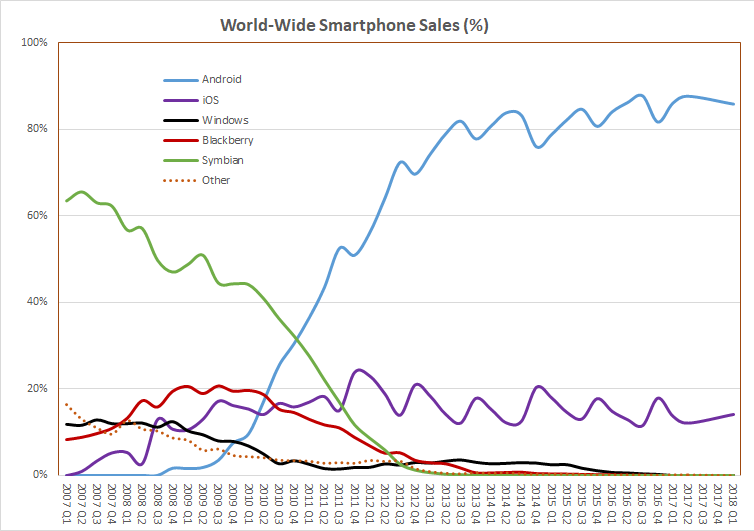 World-Wide Smartphone Sales (%)
100%
80%
60%
40%
20%
0%
Android
iOS
Windows
Blackberry
Symbian
Other
2007 Q1
2007 Q2
2007 Q3
2007 Q4
2008 Q1
2008 Q2
2008 Q3
2008 Q4
2009 Q1
2009 Q2
2009 Q3
2009 Q4
2010 Q1
2010 Q2
2010 Q3
2010 Q4
2011 Q1
2011 Q2
2011 Q3
2011 Q4
2012 Q1
2012 Q2
2012 Q3
2012 Q4
2013 Q1
2013 Q2
2013 Q3
2013 Q4
2014 Q1
2014 Q2
2014 Q3
2014 Q4
2015 Q1
2015 Q2
2015 Q3
2015 Q4
2016 Q1
2016 Q2
2016 Q3
2016 Q4
2017 Q1
2017 Q2
2017 Q3
2017 Q4
2018 Q1